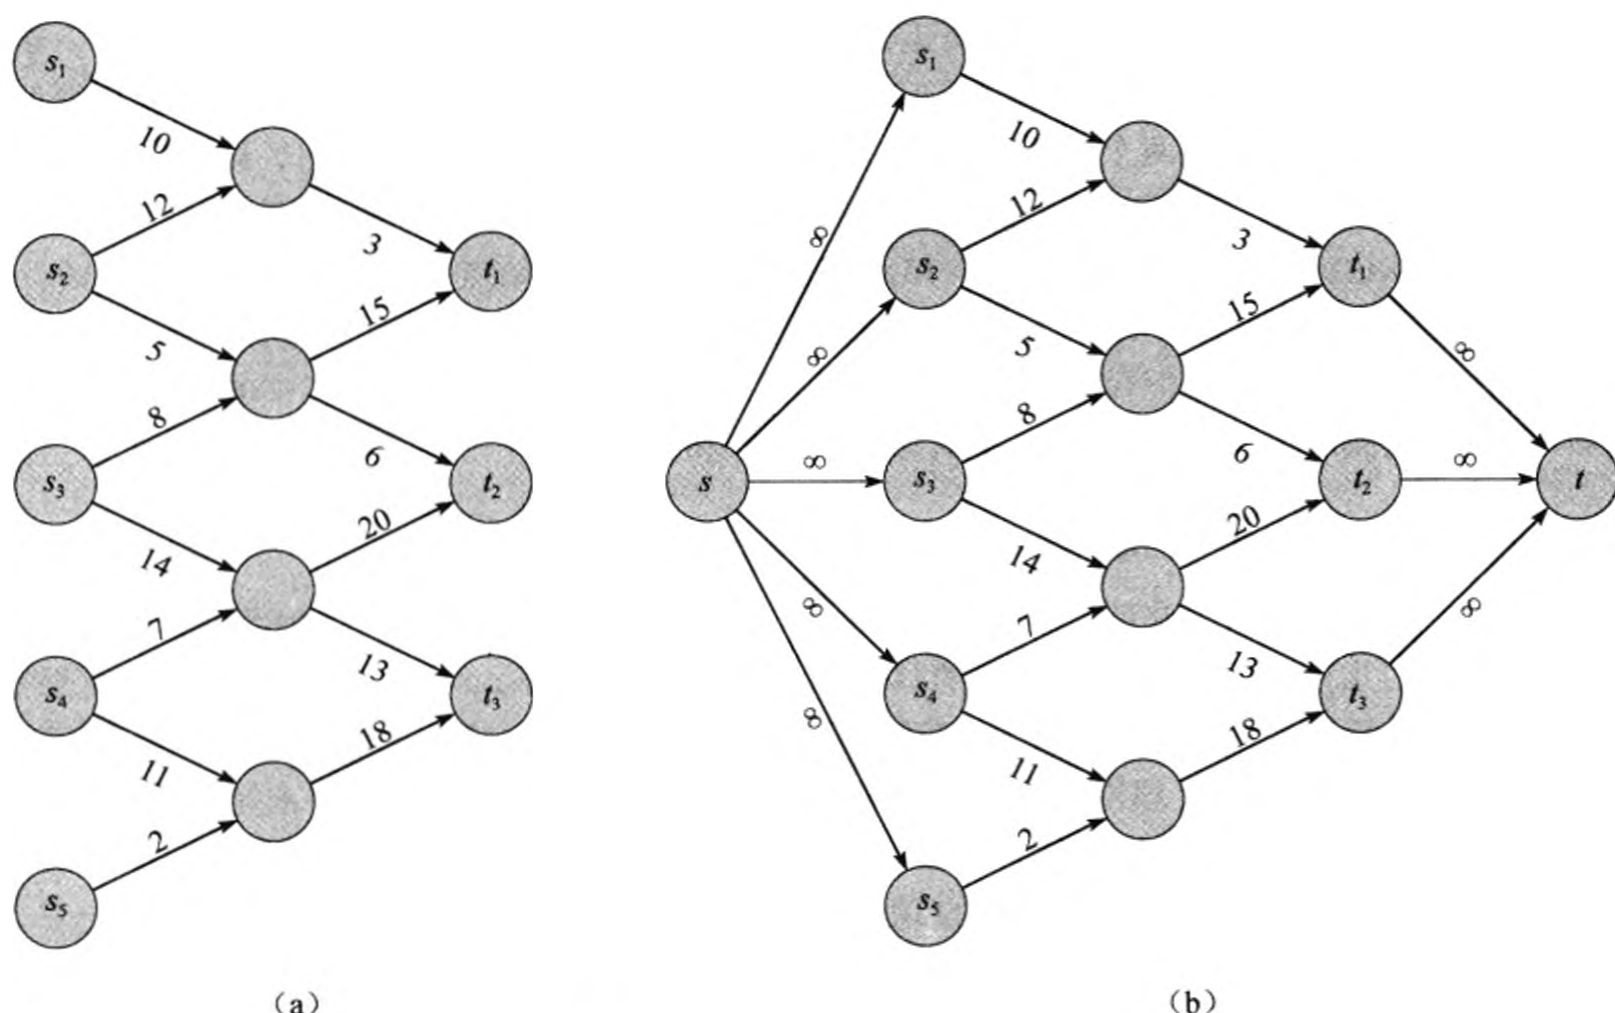 s₁
10
12
3
s₂
t₁
15
5
8
6
s₃
t₂
20
14
7
13
s₄
t₃
18
11
2
s₅
(a)
s₁
10
12
∞
3
s₂
t₁
15
5
∞
∞
8
6
∞
∞
s
s₃
t₂
t
20
14
∞
7
∞
13
s₄
t₃
∞
18
11
2
s₅
(b)